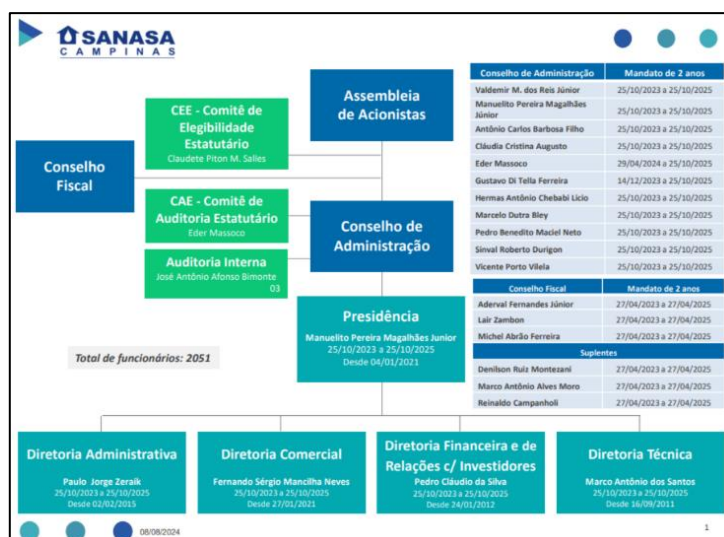 SANASA
CAMPINAS
Assembleia
de Acionistas
CEE - Comitê de
Elegibilidade
Estatutário
Claudete Piton M. Salles
Conselho
Fiscal
CAE - Comitê de
Auditoria Estatutário
Eder Massoco
Conselho de
Administração
Auditoria Interna
José Antônio Afonso Bimonte
03
Presidência
Manuelito Pereira Magalhães Junior
25/10/2023 a 25/10/2025
Desde 04/01/2021
Total de funcionários: 2051
Conselho de Administração Mandato de 2 anos
Valdemir M. dos Reis Júnior 25/10/2023 a 25/10/2025
Manuelito Pereira Magalhães
Júnior 25/10/2023 a 25/10/2025
Antônio Carlos Barbosa Filho 25/10/2023 a 25/10/2025
Cláudia Cristina Augusto 25/10/2023 a 25/10/2025
Eder Massoco 29/04/2024 a 25/10/2025
Gustavo Di Tella Ferreira 14/12/2023 a 25/10/2025
Hermas Antônio Chebabi Licio 25/10/2023 a 25/10/2025
Marcelo Dutra Bley 25/10/2023 a 25/10/2025
Pedro Benedito Maciel Neto 25/10/2023 a 25/10/2025
Sinval Roberto Durigon 25/10/2023 a 25/10/2025
Vicente Porto Vilela 25/10/2023 a 25/10/2025
Conselho Fiscal Mandato de 2 anos
Aderval Fernandes Júnior 27/04/2023 a 27/04/2025
Lair Zambon 27/04/2023 a 27/04/2025
Michel Abrão Ferreira 27/04/2023 a 27/04/2025
Suplentes
Denilson Ruiz Montezani 27/04/2023 a 27/04/2025
Marco Antônio Alves Moro 27/04/2023 a 27/04/2025
Reinaldo Campanholi 27/04/2023 a 27/04/2025
Diretoria Administrativa
Paulo Jorge Zeraik
25/10/2023 a 25/10/2025
Desde 02/02/2015
Diretoria Comercial
Fernando Sérgio Mancilha Neves
25/10/2023 a 25/10/2025
Desde 27/01/2021
Diretoria Financeira e de
Relações c/ Investidores
Pedro Cláudio da Silva
25/10/2023 a 25/10/2025
Desde 24/01/2012
Diretoria Técnica
Marco Antônio dos Santos
25/10/2023 a 25/10/2025
Desde 16/09/2011
08/08/2024
1